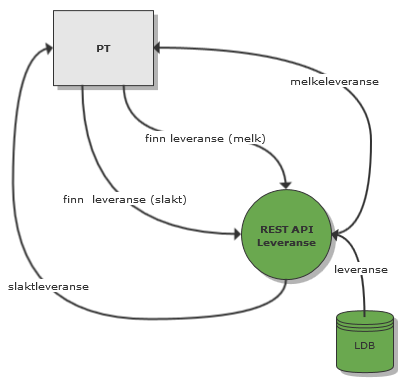 PT
melkeleveranse
finn leveranse (melk)
finn  leveranse (slakt)
REST API
Leveranse
leveranse
slaktleveranse
LDB